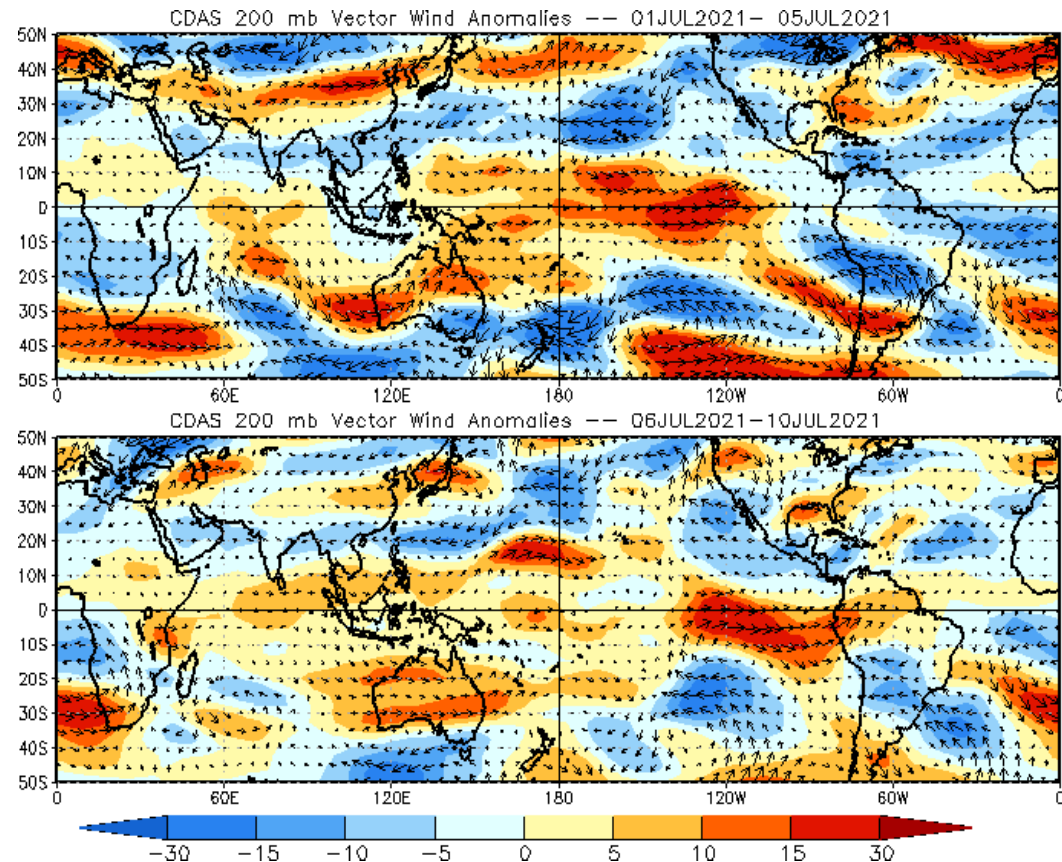 CDAS 200 mb Vector Wind Anomalies -- 01JUL2021- 05JUL2021
50N
40N
30N
20N
10N
0
10S
20S
30S
40S
50S
0 60E 120E 180 120W 60W 0
CDAS 200 mb Vector Wind Anomalies -- 06JUL2021-10JUL2021
50N
40N
30N
20N
10N
0
10S
20S
30S
40S
50S
0 60E 120E 180 120W 60W 0
-30 -15 -10 -5 0 5 10 15 30